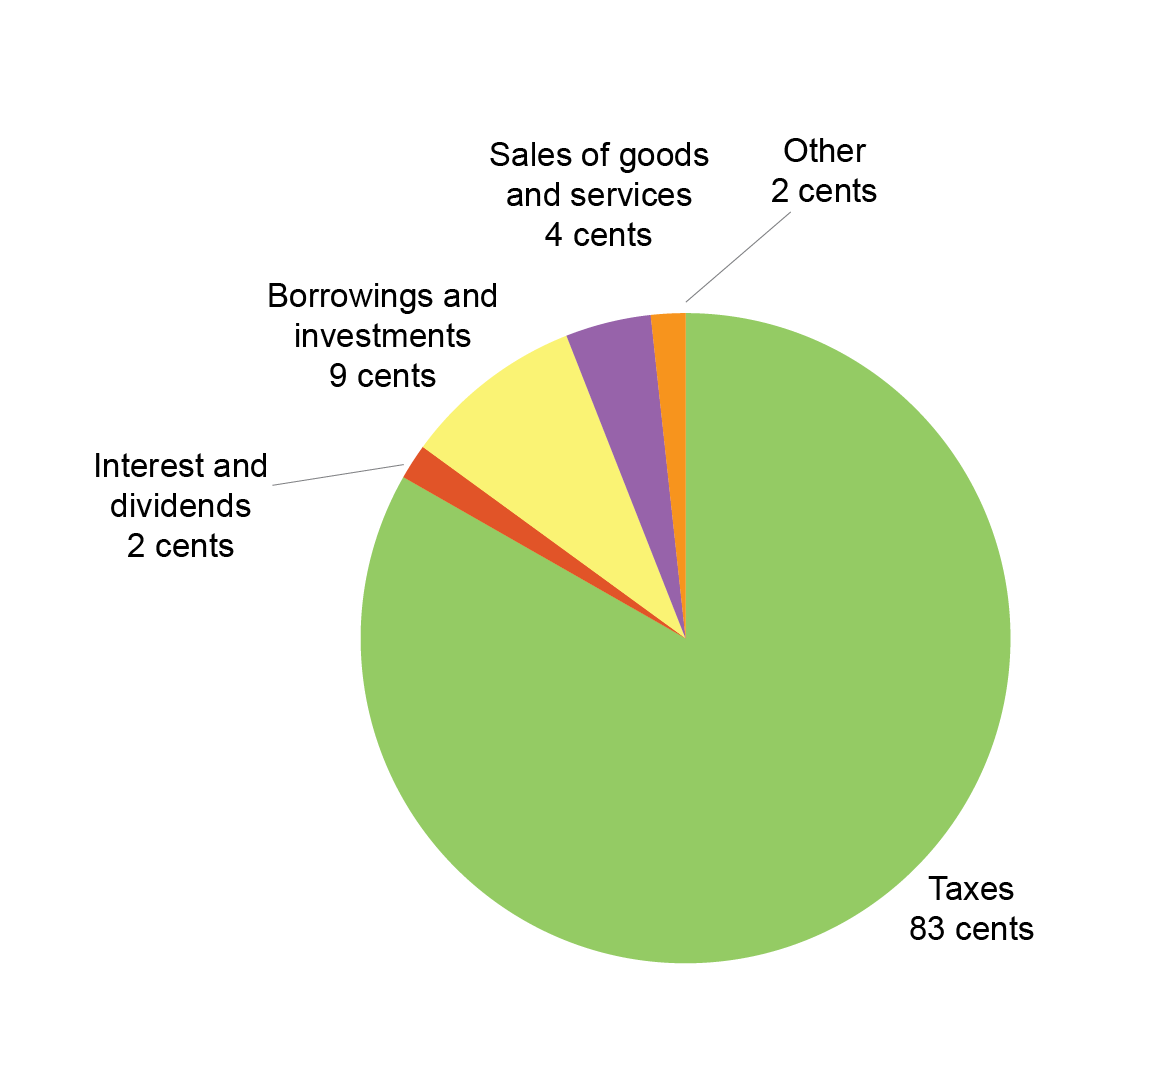 Sales of goods
and services
4 cents
Other
2 cents
Borrowings and
investments
9 cents
Interest and
dividends
2 cents
Taxes
83 cents